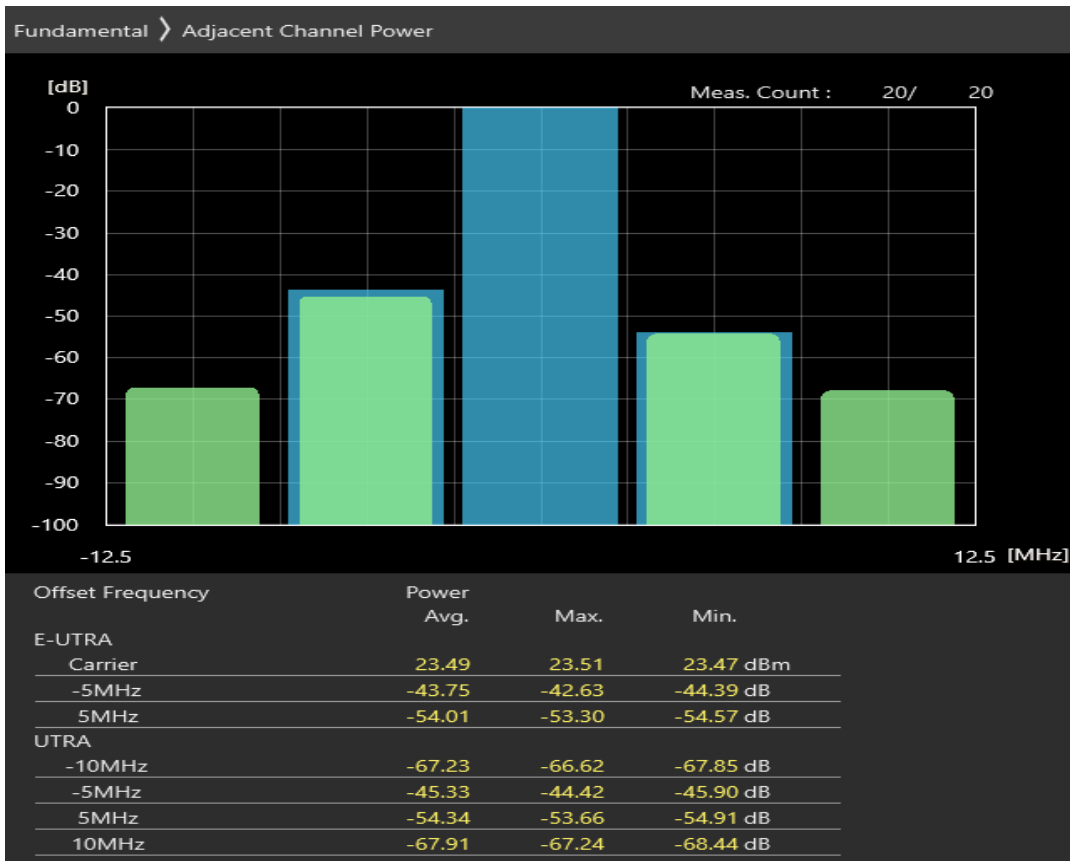 Fundamental 〉 Adjacent Channel Power
[dB]
Meas. Count : 20/ 20
0
-10
-20
-30
-40
-50
-60
-70
-80
-90
-100
-12.5 12.5 [MHz]
Offset Frequency Power
Avg. Max. Min.
E-UTRA
Carrier 23.49 23.51 23.47 dBm
-5MHz -43.75 -42.63 -44.39 dB
5MHz -54.01 -53.30 -54.57 dB
UTRA
-10MHz -67.23 -66.62 -67.85 dB
-5MHz -45.33 -44.42 -45.90 dB
5MHz -54.34 -53.66 -54.91 dB
10MHz -67.91 -67.24 -68.44 dB